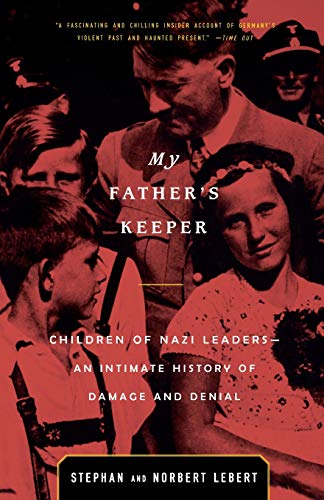 "A FASCINATING AND CHILLING INSIDER ACCOUNT OF GERMANY'S
VIOLENT PAST AND HAUNTED PRESENT." —TIME OUT
My
FATHER'S
KEEPER
CHILDREN OF NAZI LEADERS—
AN INTIMATE HISTORY OF
DAMAGE AND DENIAL
STEPHAN AND NORBERT LEBERT